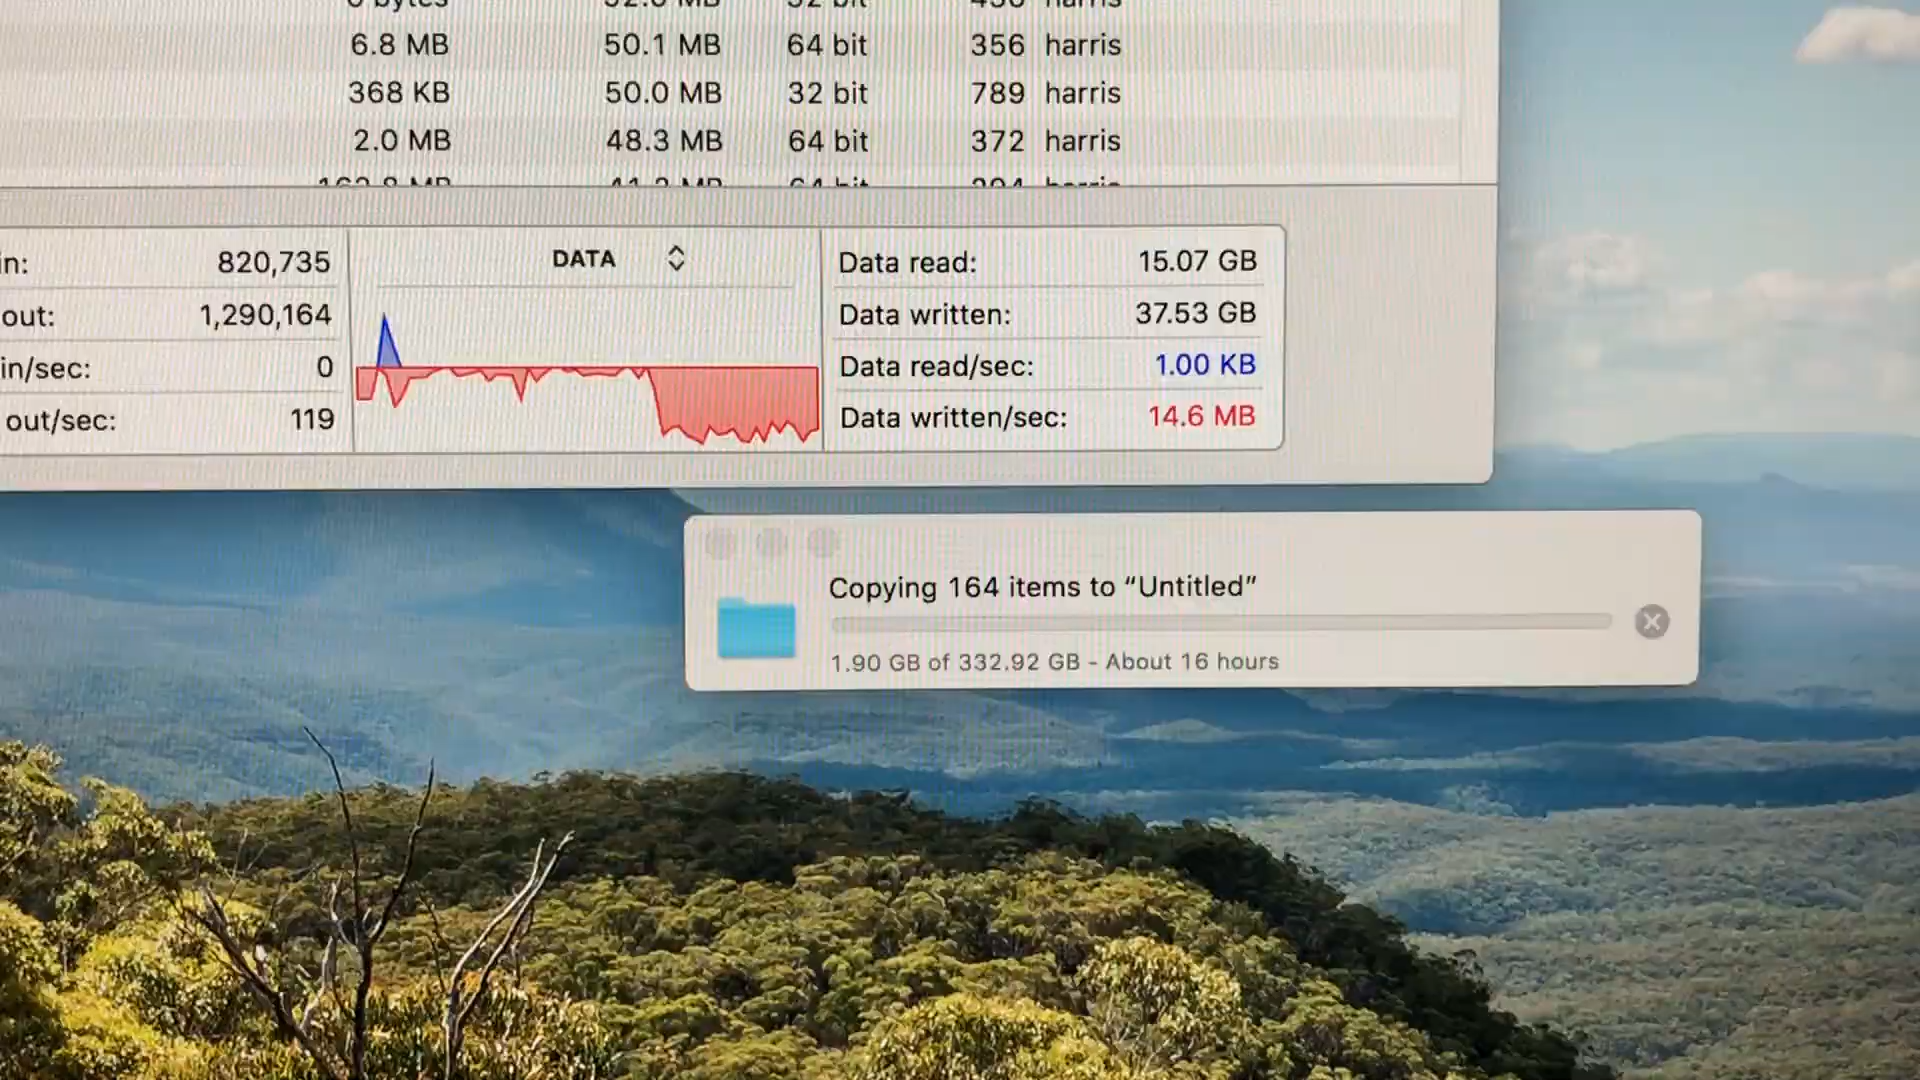 6.8 MB 50.1 MB 64 bit 356 harris
368 KB 50.0 MB 32 bit 789 harris
2.0 MB 48.3 MB 64 bit 372 harris
in: 820,735
out: 1,290,164
in/sec: 0
out/sec: 119
DATA
Data read: 15.07 GB
Data written: 37.53 GB
Data read/sec: 1.00 KB
Data written/sec: 14.6 MB
Copying 164 items to “Untitled”
1.90 GB of 332.92 GB - About 16 hours